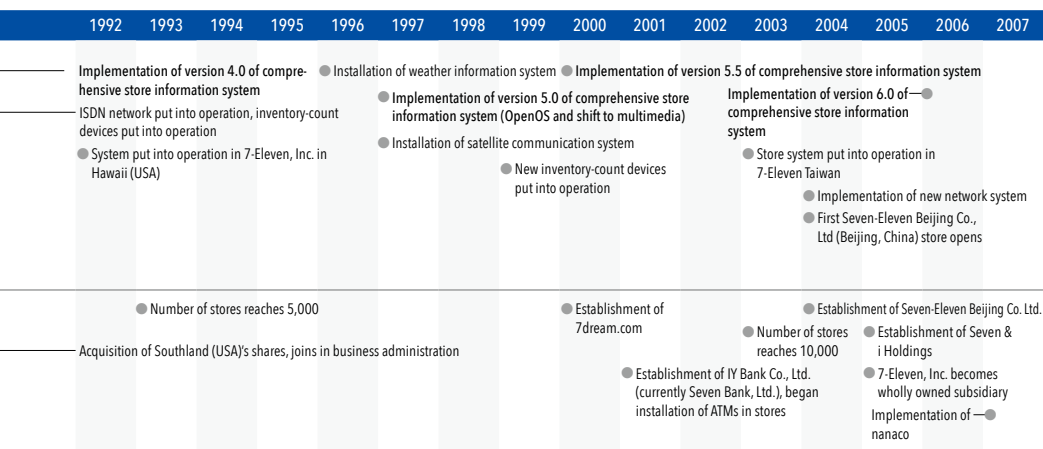 1992 1993 1994 1995 1996 1997 1998 1999 2000 2001 2002 2003 2004 2005 2006 2007
Implementation of version 4.0 of compre-
hensive store information system
Installation of weather information system
Implementation of version 5.5 of comprehensive store information system
Implementation of version 5.0 of comprehensive store
information system (OpenOS and shift to multimedia)
Implementation of version 6.0 of
comprehensive store information
system
ISDN network put into operation, inventory-count
devices put into operation
Installation of satellite communication system
System put into operation in 7-Eleven, Inc. in
Hawaii (USA)
New inventory-count devices
put into operation
Store system put into operation in
7-Eleven Taiwan
Implementation of new network system
First Seven-Eleven Beijing Co.,
Ltd (Beijing, China) store opens
Number of stores reaches 5,000
Establishment of
7dream.com
Establishment of Seven-Eleven Beijing Co. Ltd.
Number of stores
reaches 10,000
Establishment of Seven &
i Holdings
Acquisition of Southland (USA)'s shares, joins in business administration
Establishment of IY Bank Co., Ltd.
(currently Seven Bank, Ltd.), began
installation of ATMs in stores
7-Eleven, Inc. becomes
wholly owned subsidiary
Implementation of
nanaco